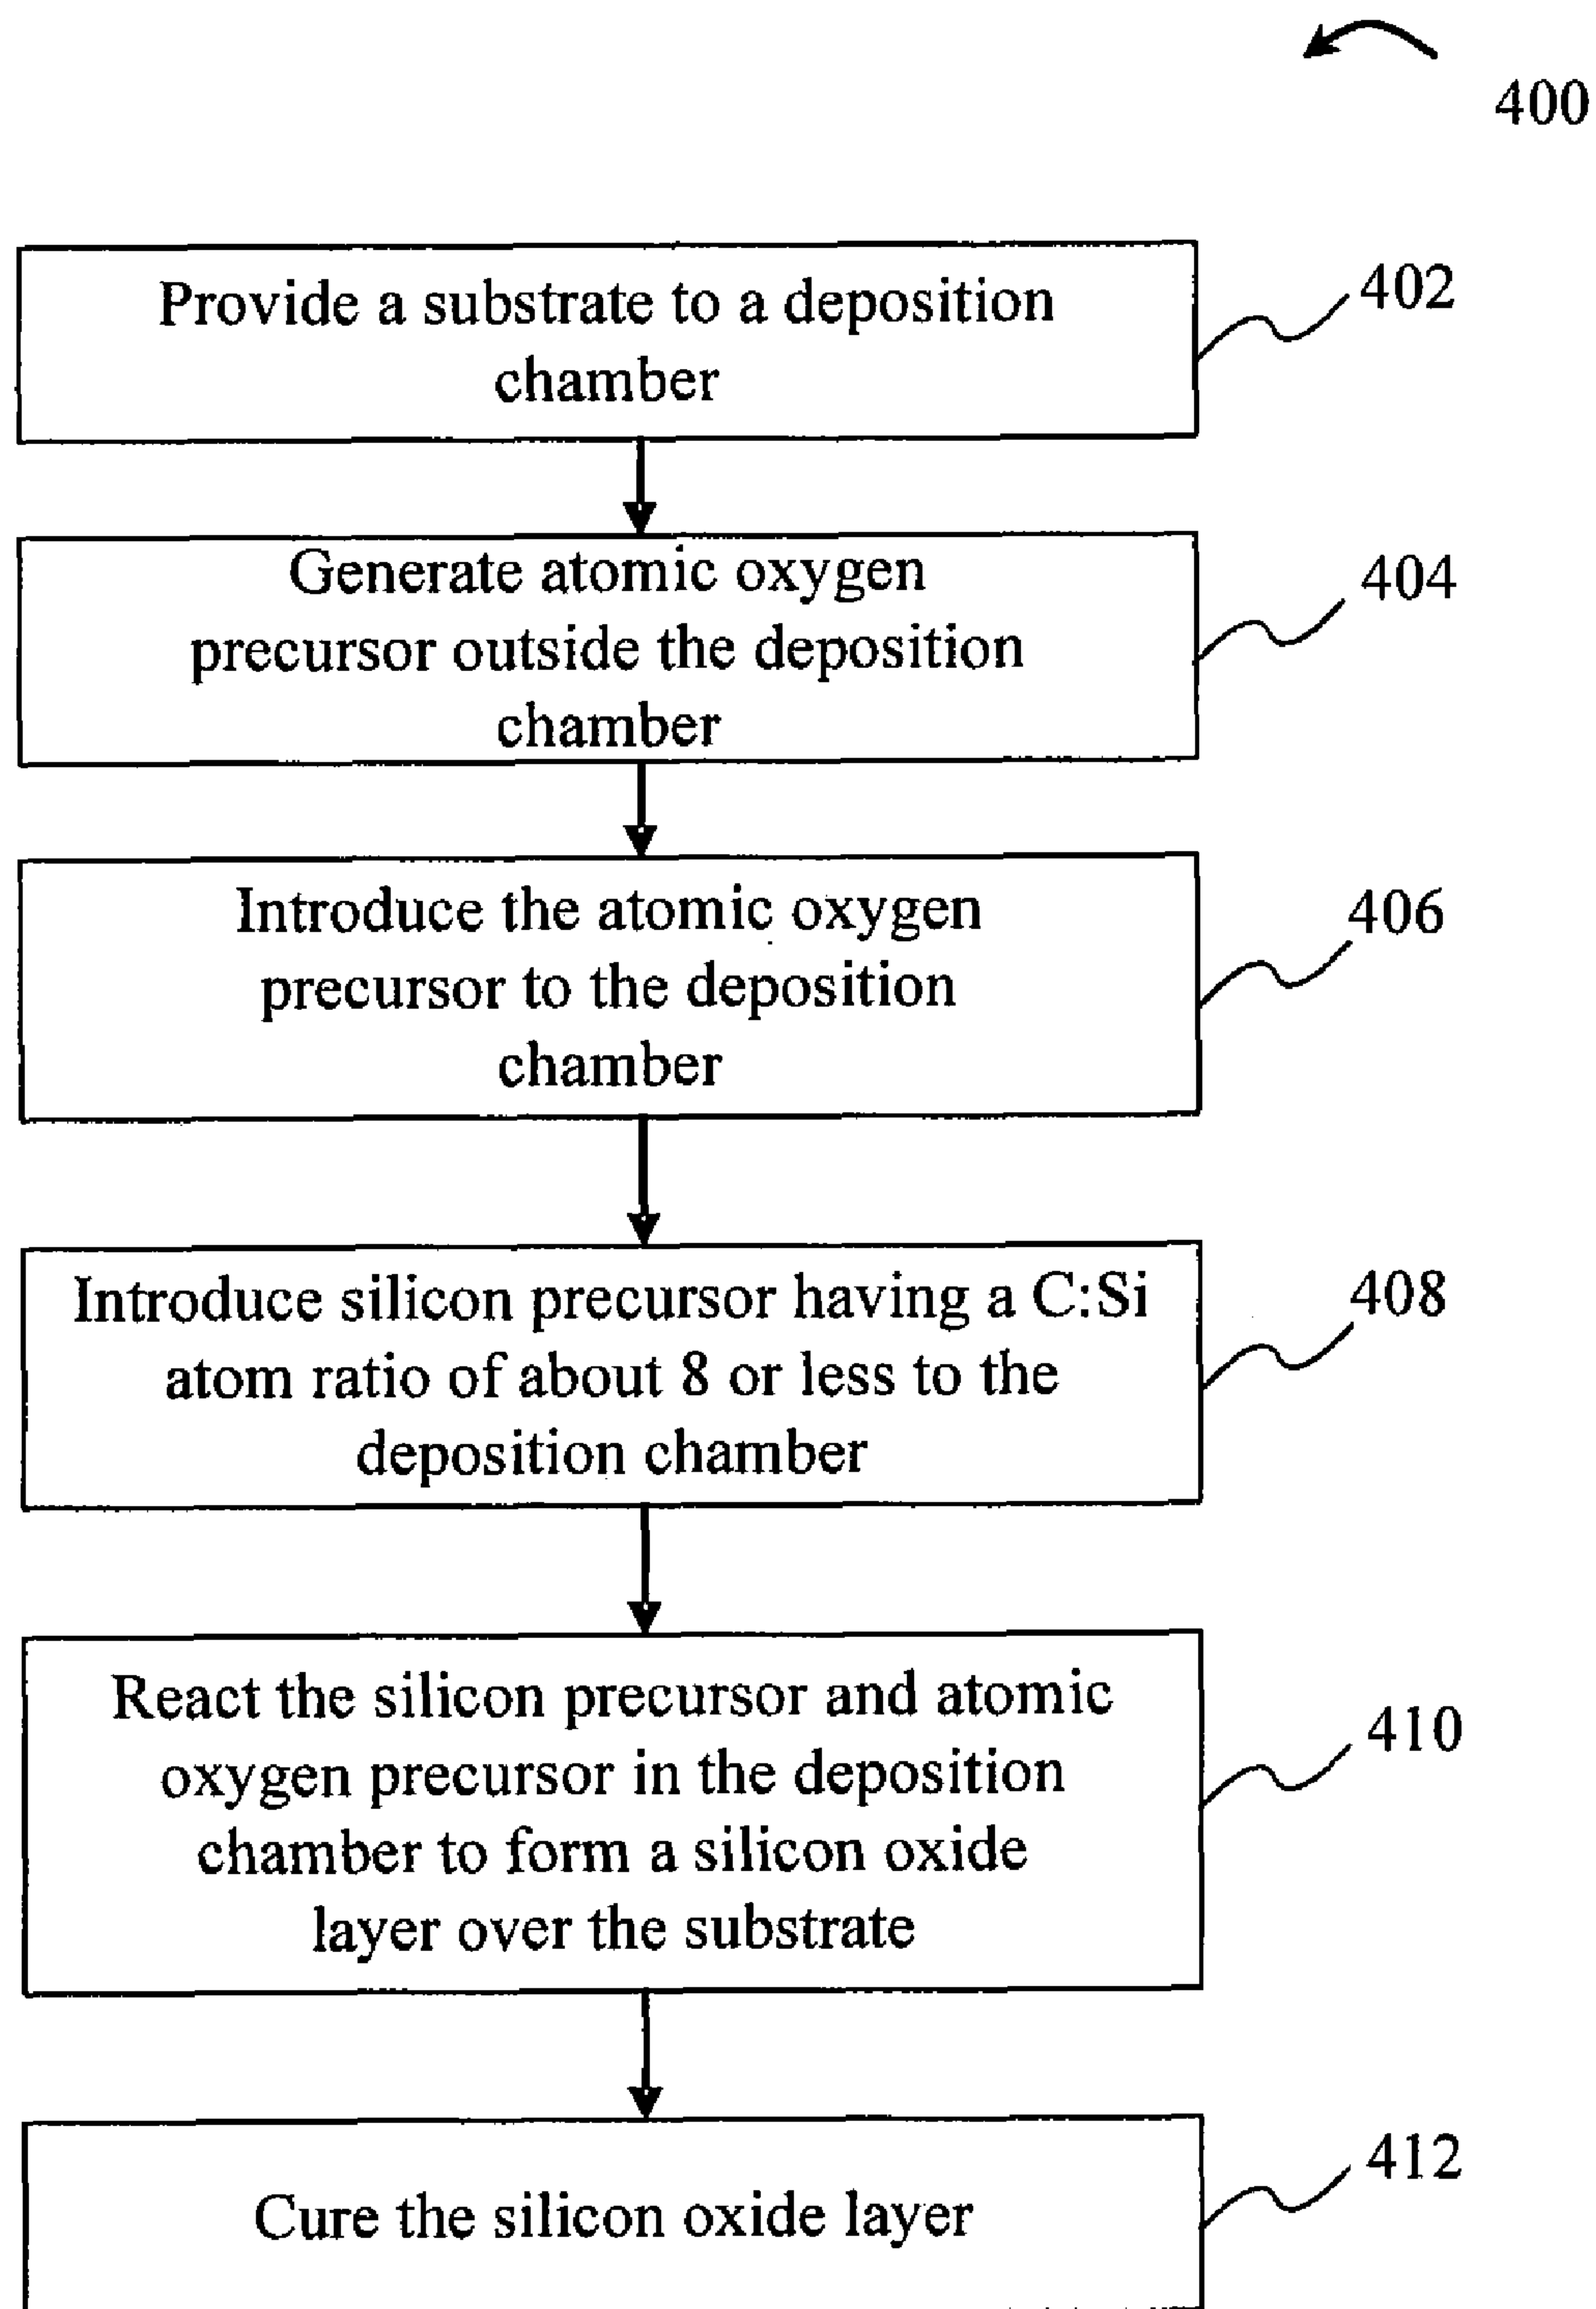 400
Provide a substrate to a deposition
chamber
402
Generate atomic oxygen
precursor outside the deposition
chamber
404
Introduce the atomic oxygen
precursor to the deposition
chamber
406
Introduce silicon precursor having a C:Si
atom ratio of about 8 or less to the
deposition chamber
408
React the silicon precursor and atomic
oxygen precursor in the deposition
chamber to form a silicon oxide
layer over the substrate
410
Cure the silicon oxide layer
412